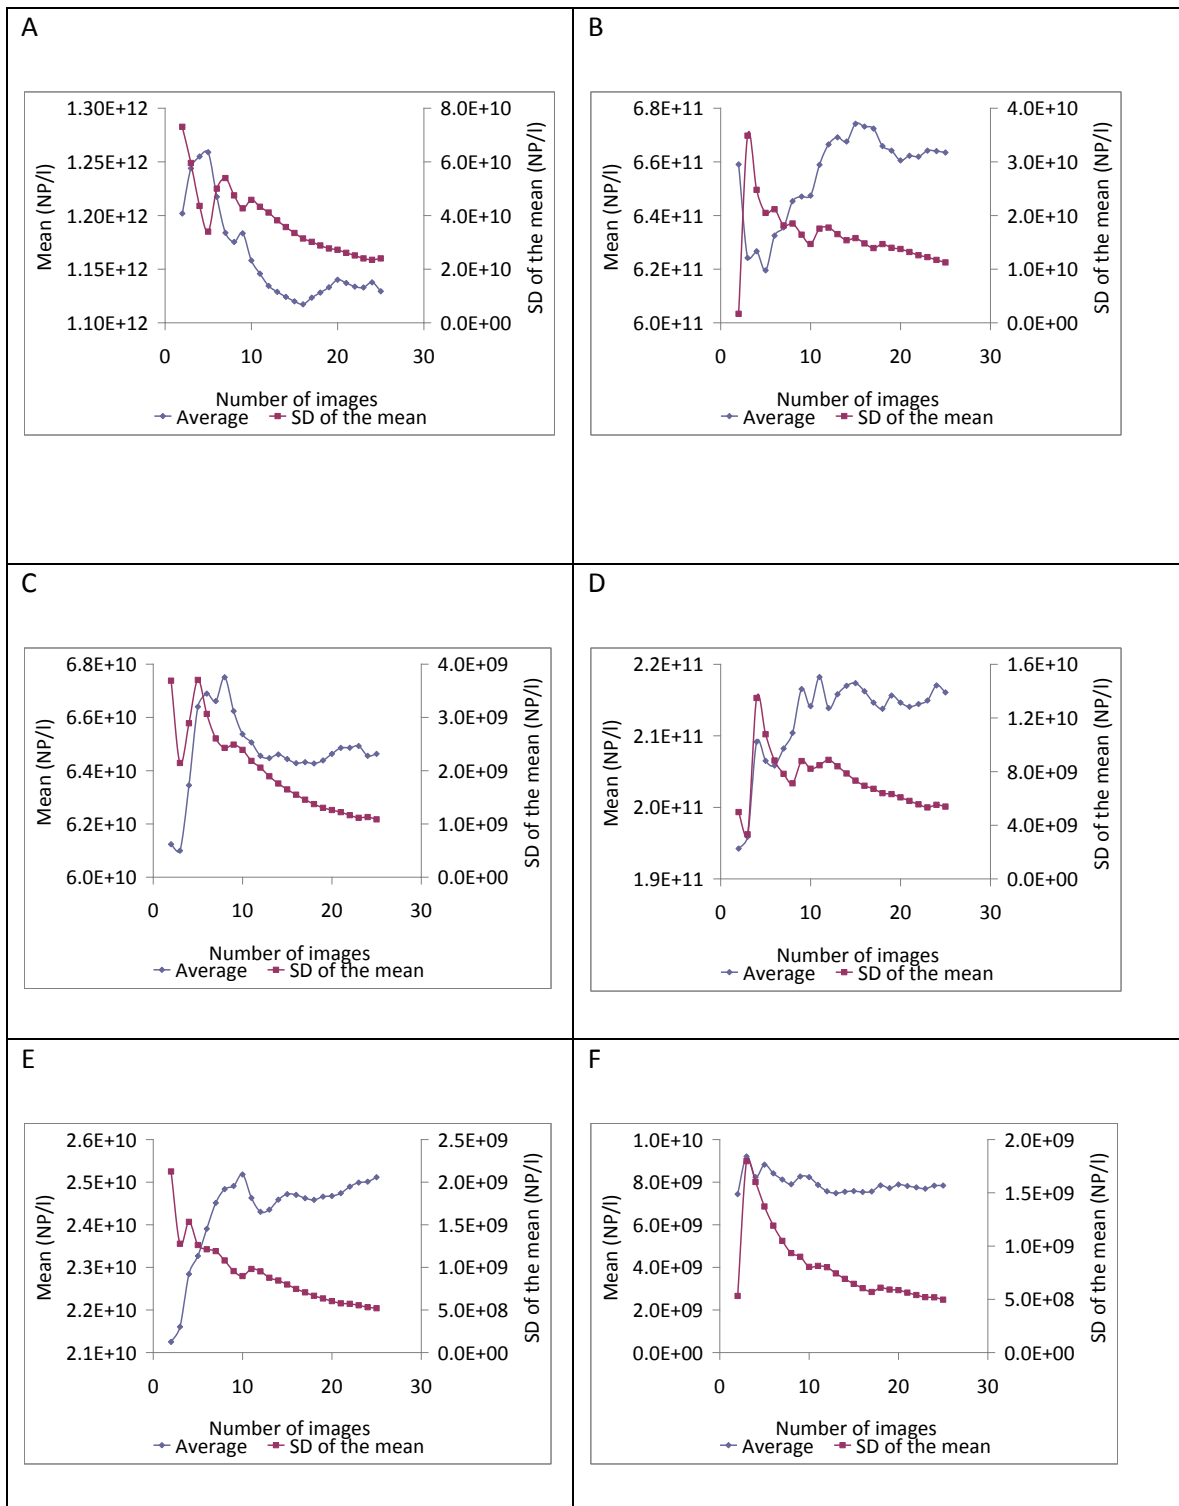 A
1.30E+12
1.25E+12
1.20E+12
1.15E+12
1.10E+12
Mean (NP/l)
8.0E+10
6.0E+10
4.0E+10
2.0E+10
0.0E+00
SD of the mean (NP/l)
0 10 20 30
Number of images
Average SD of the mean
B
6.8E+11
6.6E+11
6.4E+11
6.2E+11
6.0E+11
Mean (NP/l)
4.0E+10
3.0E+10
2.0E+10
1.0E+10
0.0E+00
SD of the mean (NP/l)
0 10 20 30
Number of images
Average SD of the mean
C
6.8E+10
6.6E+10
6.4E+10
6.2E+10
6.0E+10
Mean (NP/l)
4.0E+09
3.0E+09
2.0E+09
1.0E+09
0.0E+00
SD of the mean (NP/l)
0 10 20 30
Number of images
Average SD of the mean
D
2.2E+11
2.1E+11
2.0E+11
1.9E+11
Mean (NP/l)
1.6E+10
1.2E+10
8.0E+09
4.0E+09
0.0E+00
SD of the mean (NP/l)
0 10 20 30
Number of images
Average SD of the mean
E
2.6E+10
2.5E+10
2.4E+10
2.3E+10
2.2E+10
2.1E+10
Mean (NP/l)
2.5E+09
2.0E+09
1.5E+09
1.0E+09
5.0E+08
0.0E+00
SD of the mean (NP/l)
0 10 20 30
Number of images
Average SD of the mean
F
1.0E+10
8.0E+09
6.0E+09
4.0E+09
2.0E+09
0.0E+00
Mean (NP/l)
2.0E+09
1.5E+09
1.0E+09
5.0E+08
0.0E+00
SD of the mean (NP/l)
0 10 20 30
Number of images
Average SD of the mean